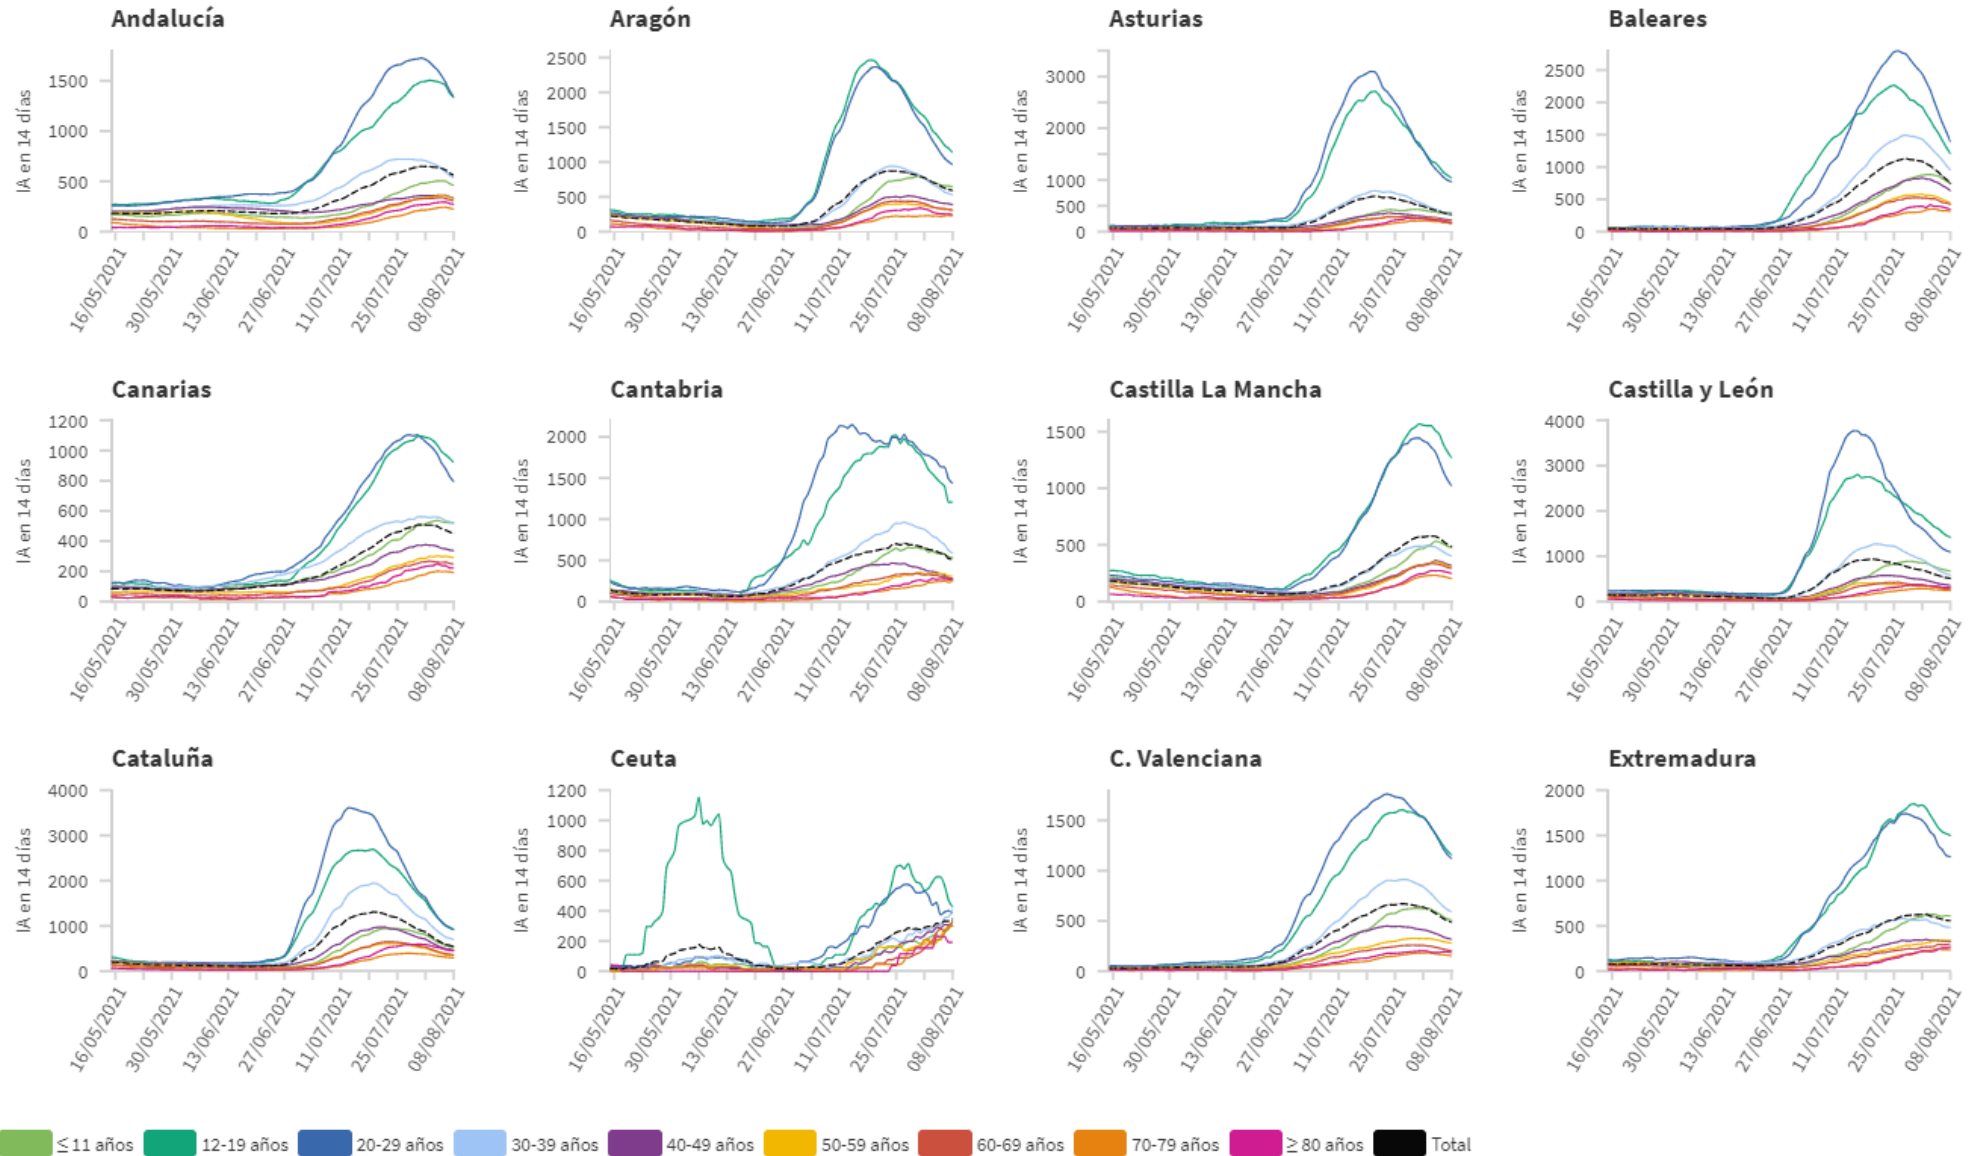 Andalucía
IA en 14 días
1500
1000
500
0
16/05/2021 30/05/2021 13/06/2021 27/06/2021 11/07/2021 25/07/2021 08/08/2021
Aragón
IA en 14 días
2500
2000
1500
1000
500
0
16/05/2021 30/05/2021 13/06/2021 27/06/2021 11/07/2021 25/07/2021 08/08/2021
Asturias
IA en 14 días
3000
2000
1000
500
0
16/05/2021 30/05/2021 13/06/2021 27/06/2021 11/07/2021 25/07/2021 08/08/2021
Baleares
IA en 14 días
2500
2000
1500
1000
500
0
16/05/2021 30/05/2021 13/06/2021 27/06/2021 11/07/2021 25/07/2021 08/08/2021
Canarias
IA en 14 días
1200
1000
800
600
400
200
0
16/05/2021 30/05/2021 13/06/2021 27/06/2021 11/07/2021 25/07/2021 08/08/2021
Cantabria
IA en 14 días
2000
1500
1000
500
0
16/05/2021 30/05/2021 13/06/2021 27/06/2021 11/07/2021 25/07/2021 08/08/2021
Castilla La Mancha
IA en 14 días
1500
1000
500
0
16/05/2021 30/05/2021 13/06/2021 27/06/2021 11/07/2021 25/07/2021 08/08/2021
Castilla y León
IA en 14 días
4000
3000
2000
1000
0
16/05/2021 30/05/2021 13/06/2021 27/06/2021 11/07/2021 25/07/2021 08/08/2021
Cataluña
IA en 14 días
4000
3000
2000
1000
0
16/05/2021 30/05/2021 13/06/2021 27/06/2021 11/07/2021 25/07/2021 08/08/2021
Ceuta
IA en 14 días
1200
1000
800
600
400
200
0
16/05/2021 30/05/2021 13/06/2021 27/06/2021 11/07/2021 25/07/2021 08/08/2021
C. Valenciana
IA en 14 días
1500
1000
500
0
16/05/2021 30/05/2021 13/06/2021 27/06/2021 11/07/2021 25/07/2021 08/08/2021
Extremadura
IA en 14 días
2000
1500
1000
500
0
16/05/2021 30/05/2021 13/06/2021 27/06/2021 11/07/2021 25/07/2021 08/08/2021
≤ 11 años 12-19 años 20-29 años 30-39 años 40-49 años 50-59 años 60-69 años 70-79 años ≥ 80 años Total